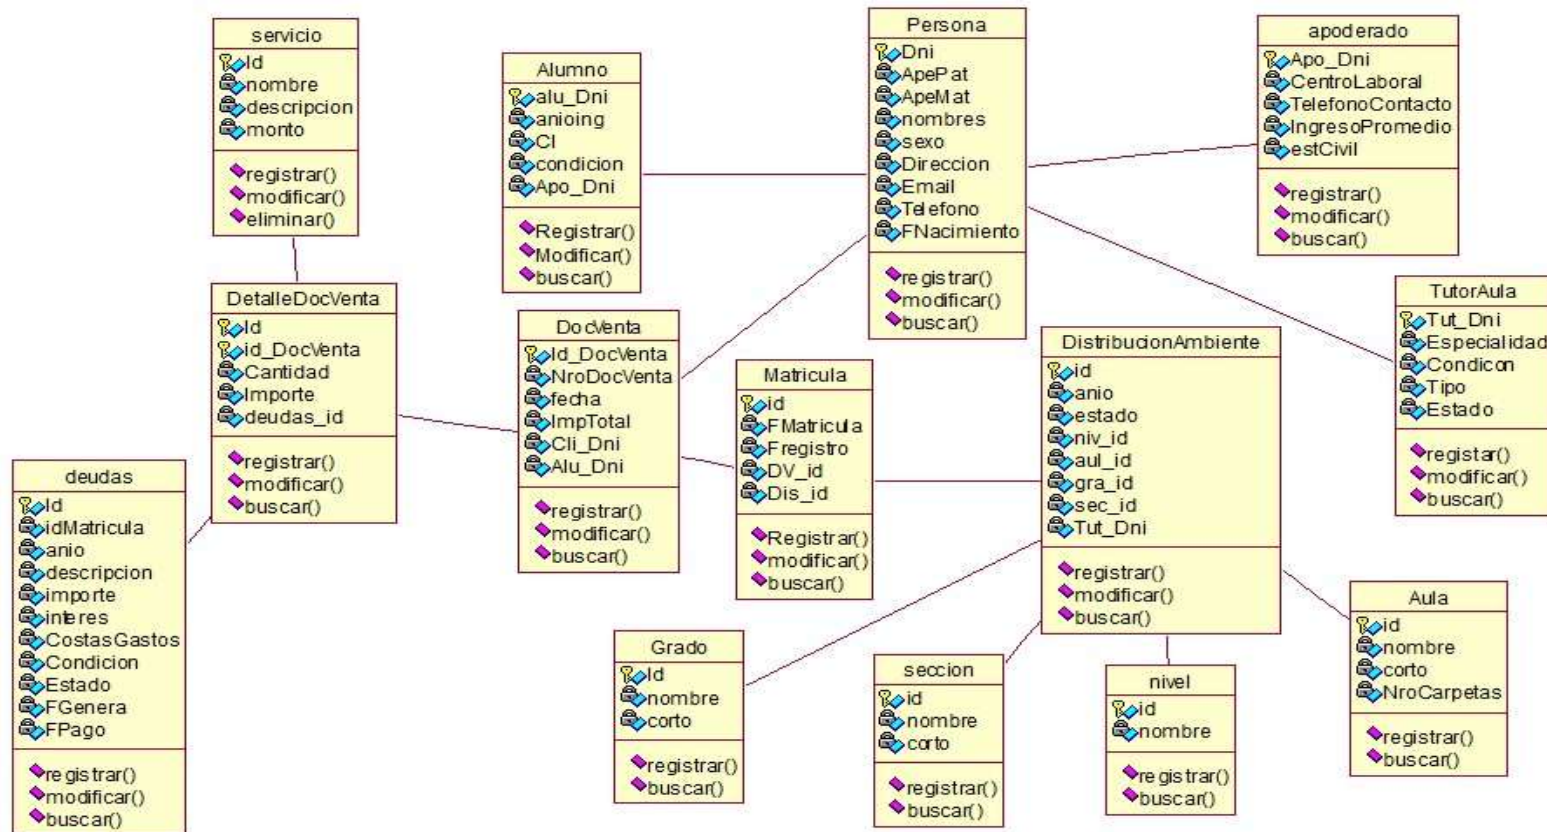 servicio
Id
nombre
descripcion
monto
registrar()
modificar()
eliminar()
Alumno
alu_Dni
anioing
CI
condicion
Apo_Dni
Registrar()
Modificar()
buscar()
Persona
Dni
ApePat
ApeMat
nombres
sexo
Direccion
Email
Telefono
FNacimiento
registrar()
modificar()
buscar()
apoderado
Apo_Dni
CentroLaboral
TelefonoContacto
IngresoPromedio
estCivil
registrar()
modificar()
buscar()
DetalleDocVenta
Id
id_DocVenta
Cantidad
Importe
deudas_id
registrar()
modificar()
buscar()
DocVenta
Id_DocVenta
NroDocVenta
fecha
ImpTotal
Cli_Dni
Alu_Dni
registrar()
modificar()
buscar()
Matricula
id
FMatricula
Fregistro
DV_id
Dis_id
Registrar()
modificar()
buscar()
DistribucionAmbiente
id
anio
estado
niv_id
aul_id
gra_id
sec_id
Tut_Dni
registrar()
modificar()
buscar()
TutorAula
Tut_Dni
Especialidad
Condicon
Tipo
Estado
registar()
modificar()
buscar()
deudas
Id
idMatricula
anio
descripcion
importe
interes
CostasGastos
Condicion
Estado
FGenera
FPago
registrar()
modificar()
buscar()
Grado
Id
nombre
corto
registrar()
buscar()
seccion
id
nombre
corto
registrar()
buscar()
nivel
id
nombre
registrar()
buscar()
Aula
id
nombre
corto
NroCarpetas
registrar()
buscar()